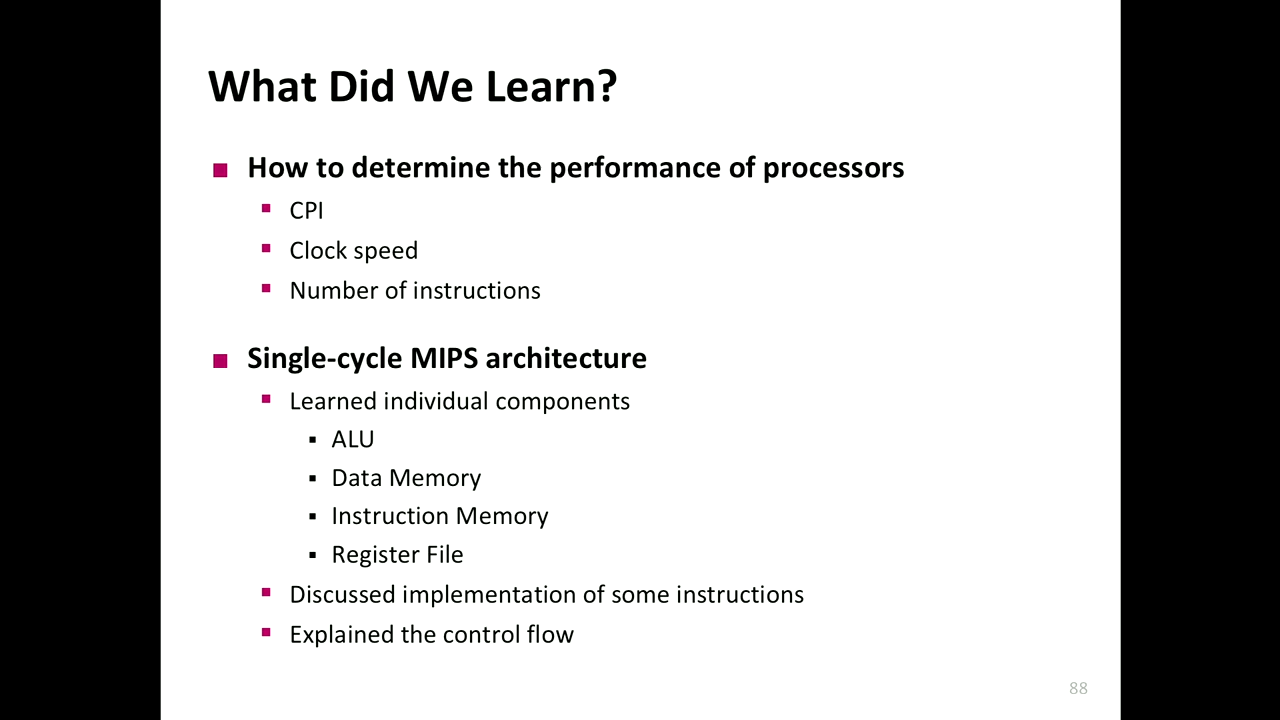 What Did We Learn?
How to determine the performance of processors
CPI
Clock speed
Number of instructions
Single-cycle MIPS architecture
Learned individual components
ALU
Data Memory
Instruction Memory
Register File
Discussed implementation of some instructions
Explained the control flow
88